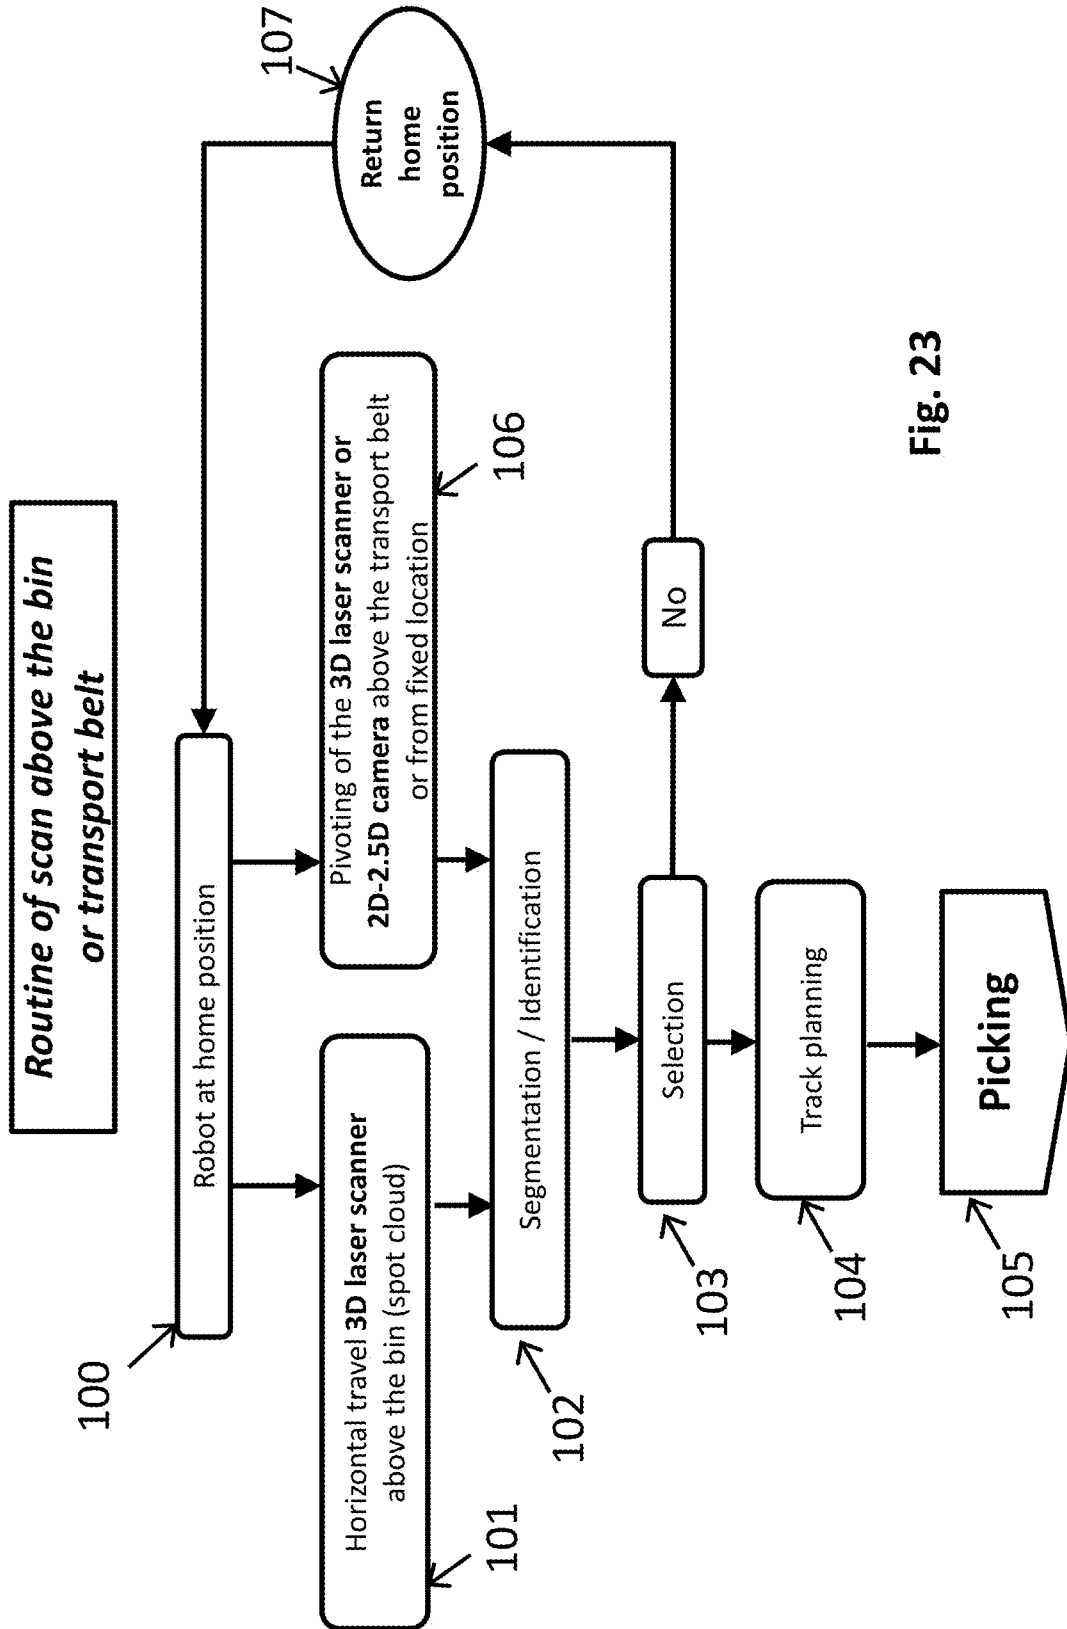 Routine of scan above the bin
or transport belt
100
Robot at home position
107
Return
home
position
101
Horizontal travel 3D laser scanner
above the bin (spot cloud)
Pivoting of the 3D laser scanner or
2D-2.5D camera above the transport belt
or from fixed location
106
102
Segmentation / Identification
103
Selection
No
104
Track planning
105
Picking
Fig. 23